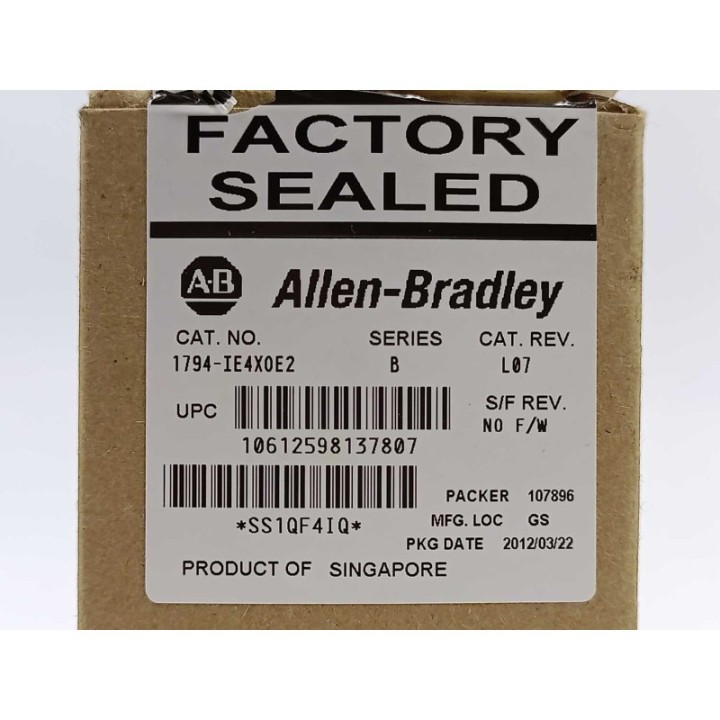 FACTORY
SEALED
A·B Allen-Bradley
CAT. NO. SERIES CAT. REV.
1794-IE4XOE2 B L07
UPC S/F REV.
NO F/W
10612598137807
PACKER 107896
*SS1QF4IQ* MFG. LOC GS
PKG DATE 2012/03/22
PRODUCT OF SINGAPORE